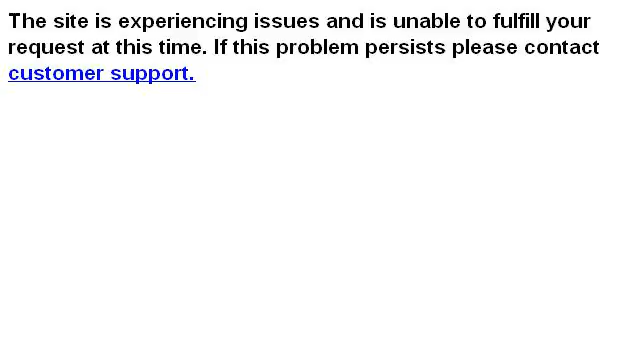 The site is experiencing issues and is unable to fulfill your
request at this time. If this problem persists please contact
customer support.